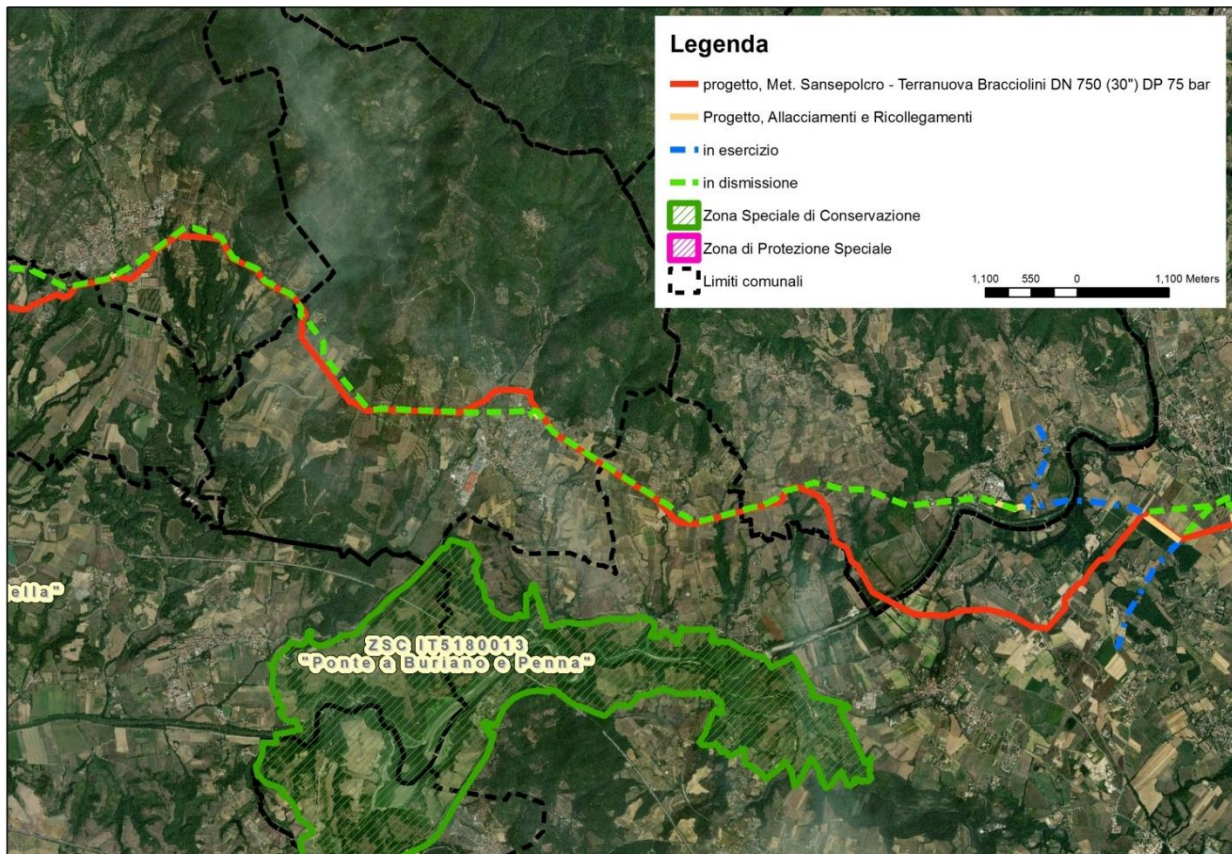 Legenda
progetto, Met. Sansepolcro - Terranuova Bracciolini DN 750 (30") DP 75 bar
Progetto, Allacciamenti e Ricollegamenti
in esercizio
in dismissione
Zona Speciale di Conservazione
Zona di Protezione Speciale
Limiti comunali
1,100 550 0 1,100 Meters
ella"
ZSC IT5180013
"Ponte a Buriano e Penna"